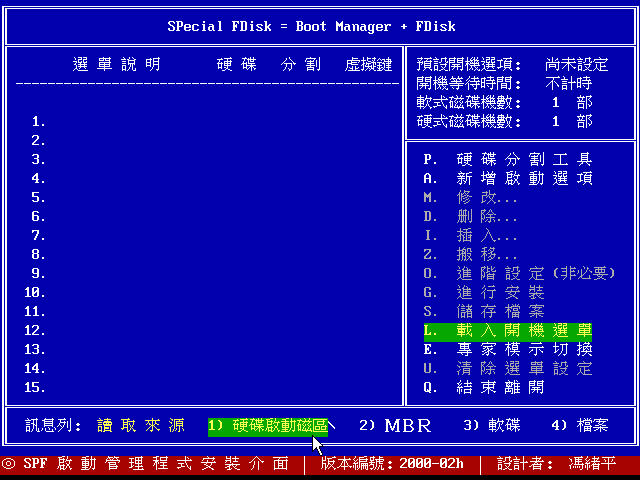 SPecial FDisk = Boot Manager + FDisk
選 單 說 明 硬 碟 分 割 虛擬鍵
1.
2.
3.
4.
5.
6.
7.
8.
9.
10.
11.
12.
13.
14.
15.
預設開機選項: 尚未設定
開機等待時間: 不計時
軟式磁碟機數: 1 部
硬式磁碟機數: 1 部
P. 硬 碟 分 割 工 具
A. 新 增 啟 動 選 項
M. 修 改...
D. 刪 除...
I. 插 入...
Z. 搬 移...
O. 進 階 設 定 (非必要)
G. 進 行 安 裝
S. 儲 存 檔 案
L. 載 入 開 機 選 單
E. 專 家 模 示 切 換
U. 清 除 選 單 設 定
Q. 結 束 離 開
訊息列: 讀 取 來 源 1) 硬碟啟動磁區 2) MBR 3) 軟碟 4) 檔案
◎ SPF 啟 動 管 理 程 式 安 裝 介 面 │ 版本編號: 2000-02h │ 設計者: 馮緒平